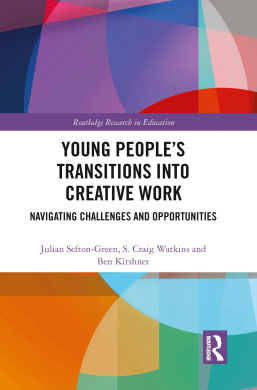 Routledge Research in Education
YOUNG PEOPLE'S
TRANSITIONS INTO
CREATIVE WORK
NAVIGATING CHALLENGES AND OPPORTUNITIES
Julian Sefton-Green, S. Craig Watkins and
Ben Kirshner
R
ROUTLEDGE